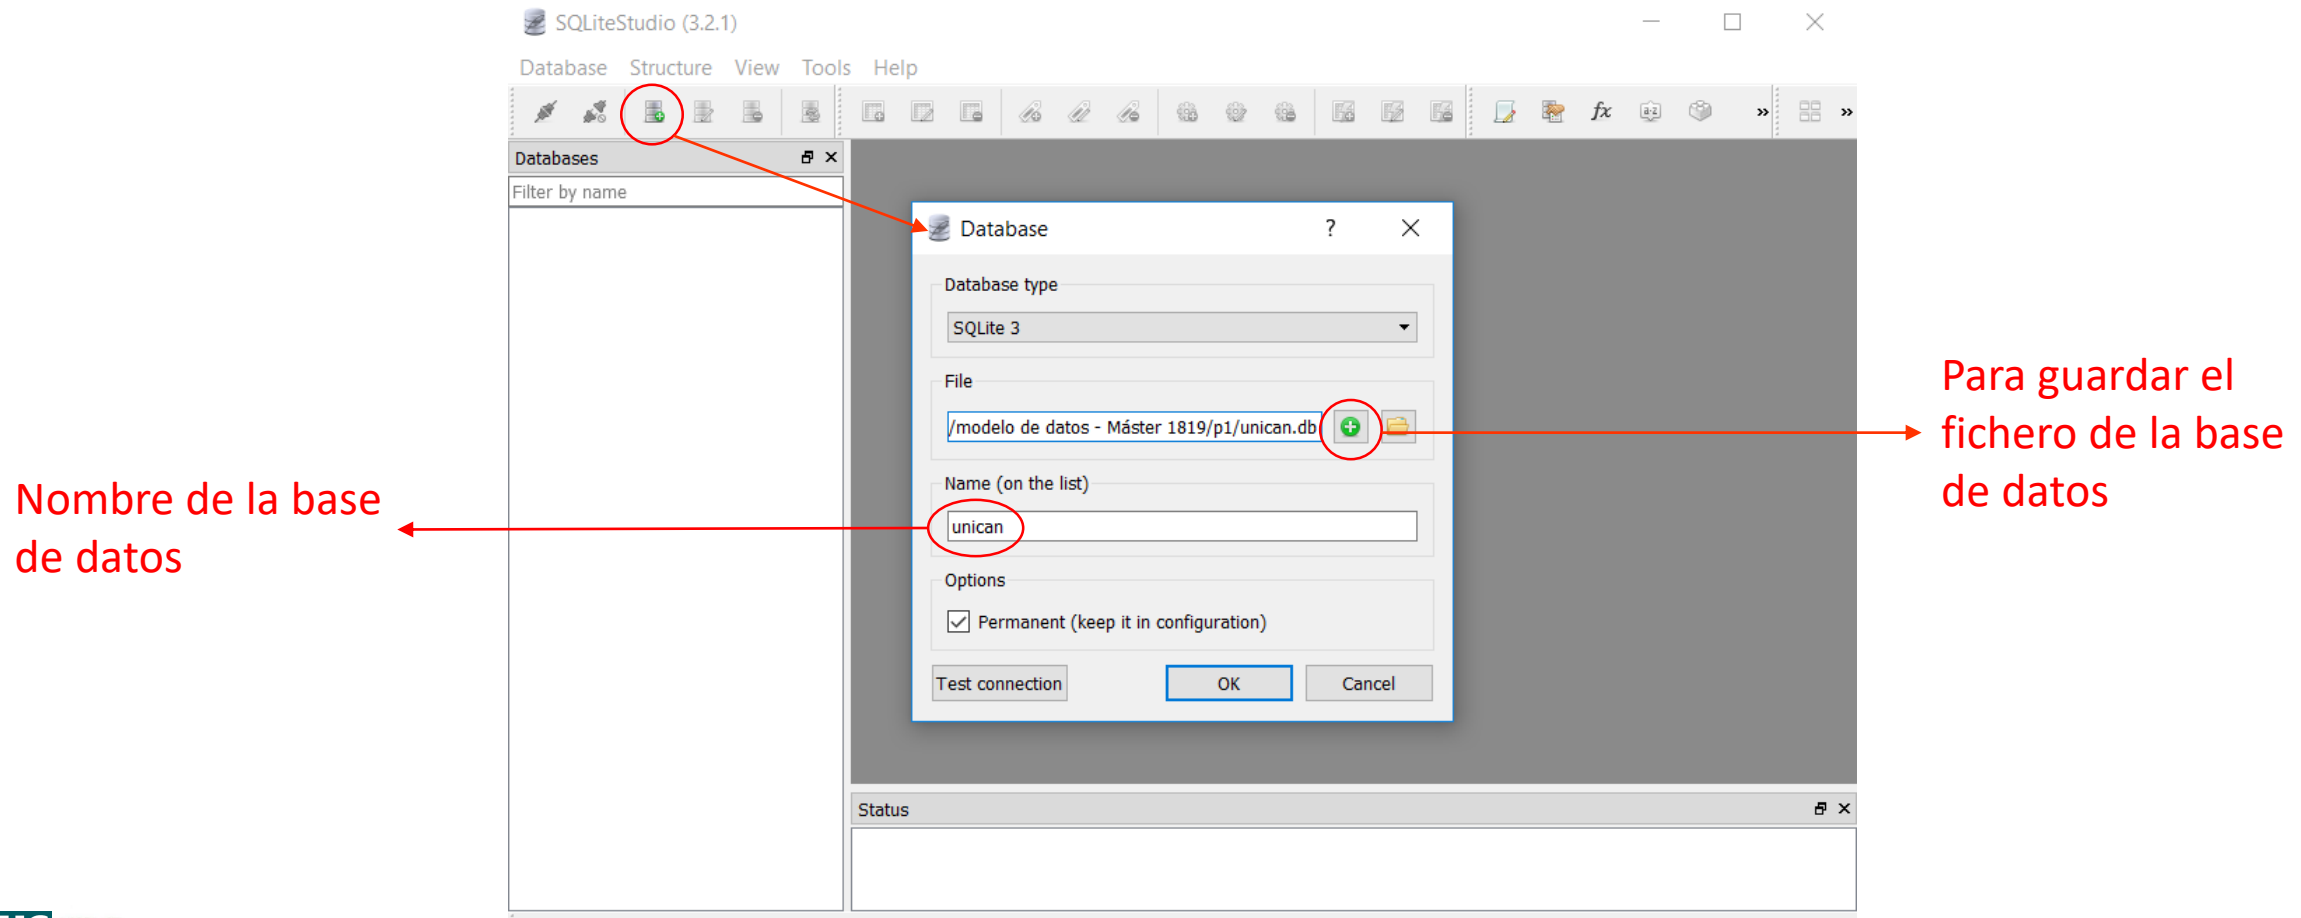 SQLiteStudio (3.2.1)
Database Structure View Tools Help
fx a·z » »
Databases
Filter by name
Database ?
Database type
SQLite 3
File
/modelo de datos - Máster 1819/p1/unican.db
Name (on the list)
unican
Options
Permanent (keep it in configuration)
Test connection OK Cancel
Status
Nombre de la base
de datos
Para guardar el
fichero de la base
de datos